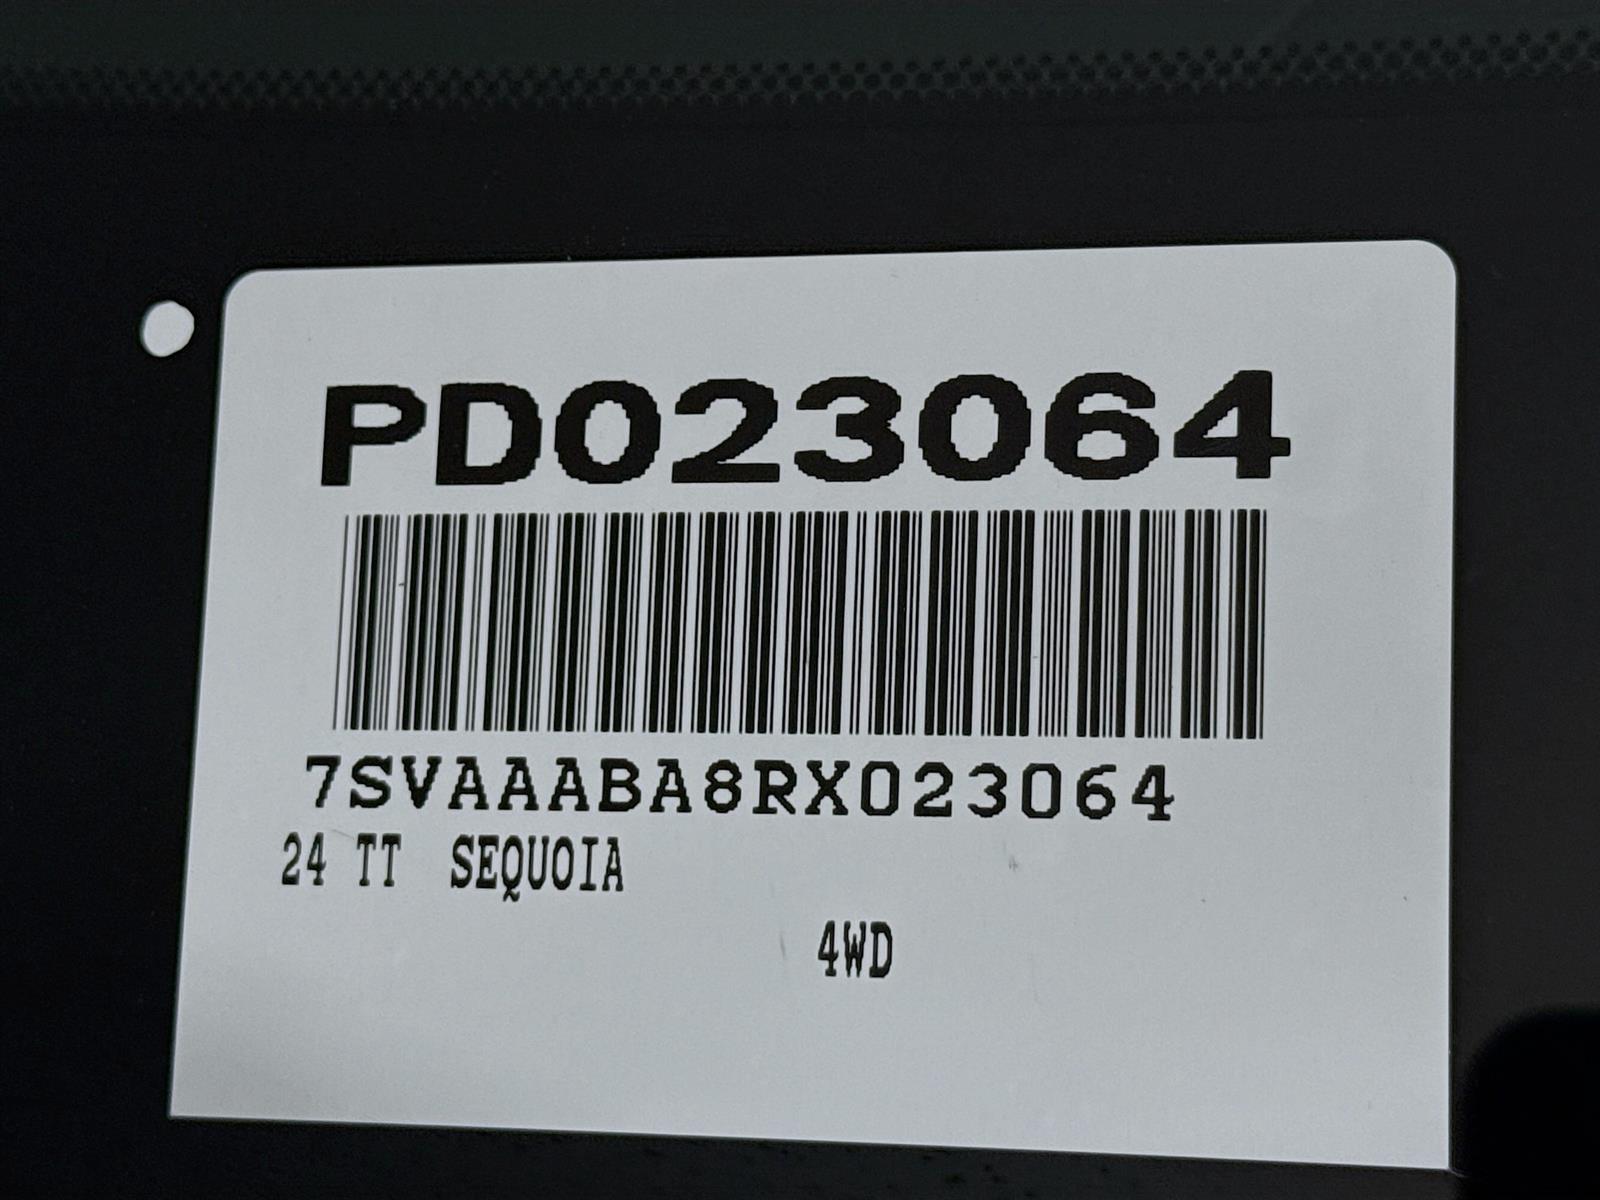 PD023064
7SVAAABA8RX023064
24 TT SEQUOIA
4WD